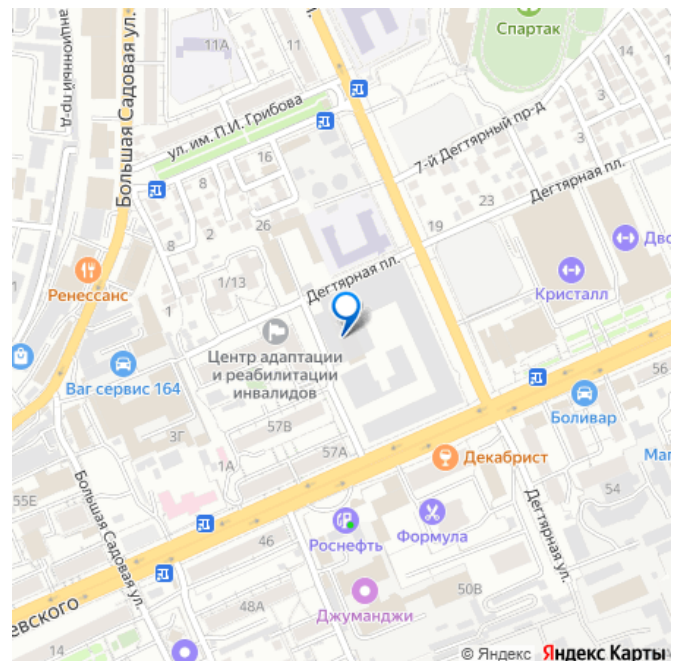 Спартак
11А
11
14
анционный пр-д
Большая Садовая ул.
ул. им. П.И. Грибова
3
3
16
7-й Дегтярный пр-д
8
Дегтярная пл.
23
26
19
2
8
Дво
Дегтярная пл.
1/13
Ренессанс
Кристалл
1
Центр адаптации
и реабилитации
инвалидов
Ваг сервис 164
56
Боливар
57В
3Г
57А
Декабрист
Маг
1А
Большая Садовая ул.
55Е
54
Дегтярная ул.
Роснефть
Формула
46
50В
48А
Джуманджи
евского
14
© Яндекс Яндекс Карты